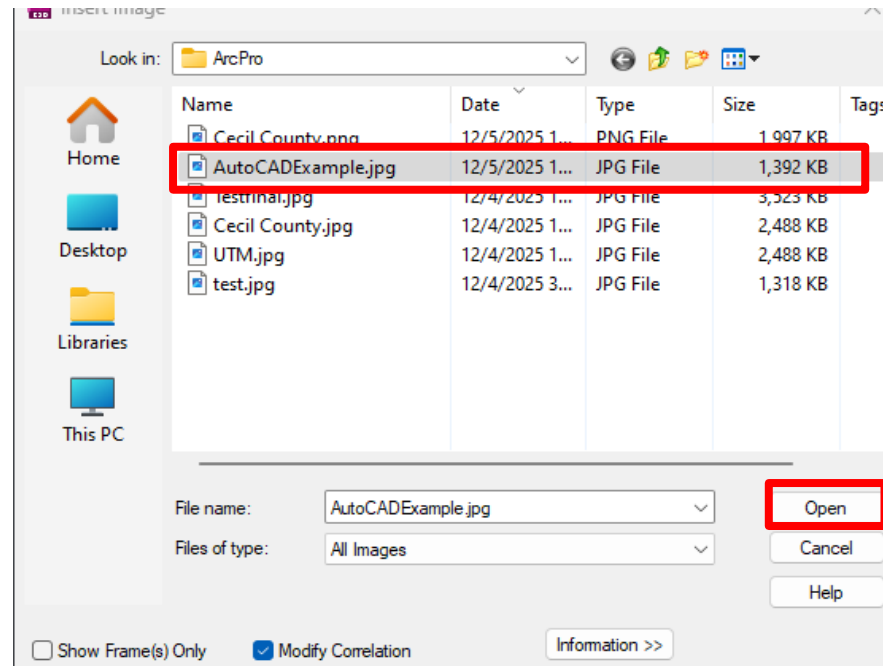 C3D Insert Image
Look in: ArcPro
Name Date Type Size Tags
Cecil County.png 12/5/2025 1... PNG File 1,997 KB
AutoCADExample.jpg 12/5/2025 1... JPG File 1,392 KB
Testfinal.jpg 12/4/2025 1... JPG File 3,523 KB
Cecil County.jpg 12/4/2025 1... JPG File 2,488 KB
UTM.jpg 12/4/2025 1... JPG File 2,488 KB
test.jpg 12/4/2025 3... JPG File 1,318 KB
Home
Desktop
Libraries
This PC
File name: AutoCADExample.jpg Open
Files of type: All Images Cancel
Help
Show Frame(s) Only Modify Correlation Information >>